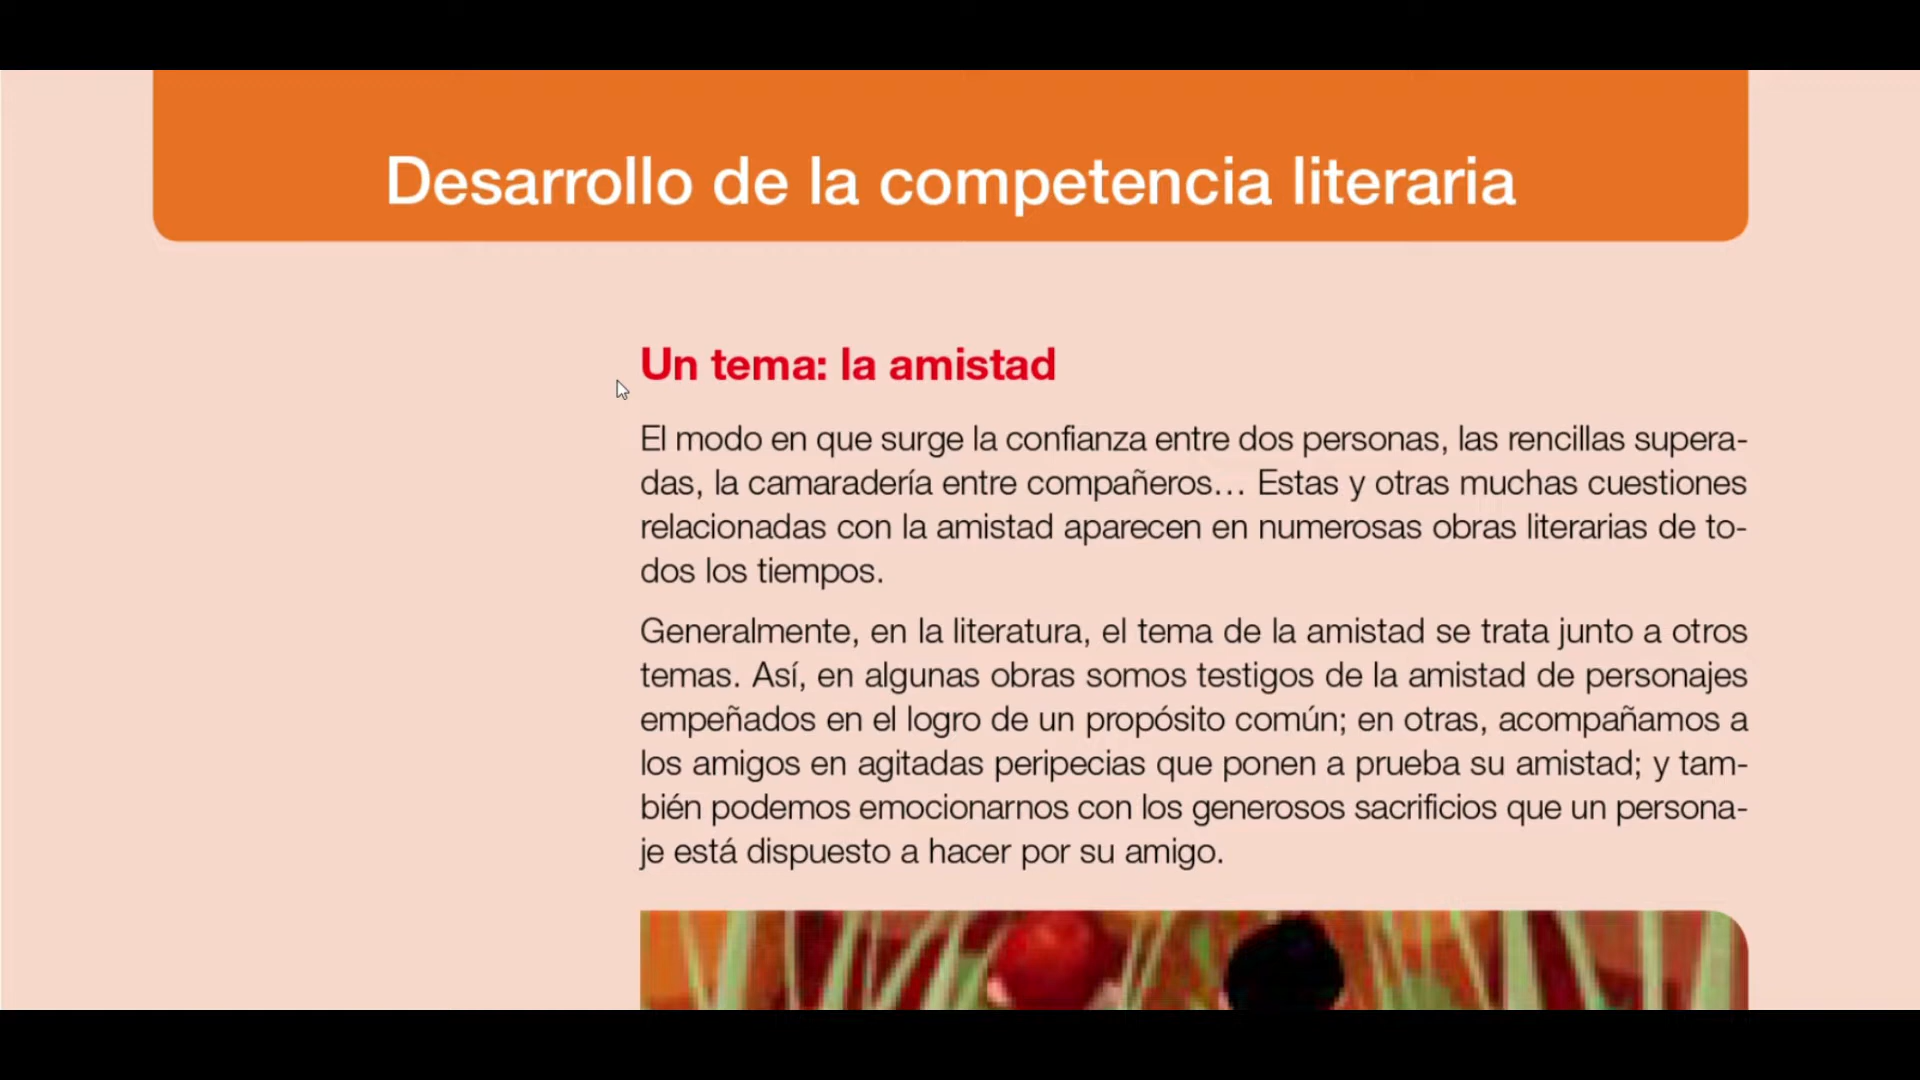 Desarrollo de la competencia literaria
Un tema: la amistad
El modo en que surge la confianza entre dos personas, las rencillas supera-
das, la camaradería entre compañeros… Estas y otras muchas cuestiones
relacionadas con la amistad aparecen en numerosas obras literarias de to-
dos los tiempos.
Generalmente, en la literatura, el tema de la amistad se trata junto a otros
temas. Así, en algunas obras somos testigos de la amistad de personajes
empeñados en el logro de un propósito común; en otras, acompañamos a
los amigos en agitadas peripecias que ponen a prueba su amistad; y tam-
bién podemos emocionarnos con los generosos sacrificios que un persona-
je está dispuesto a hacer por su amigo.